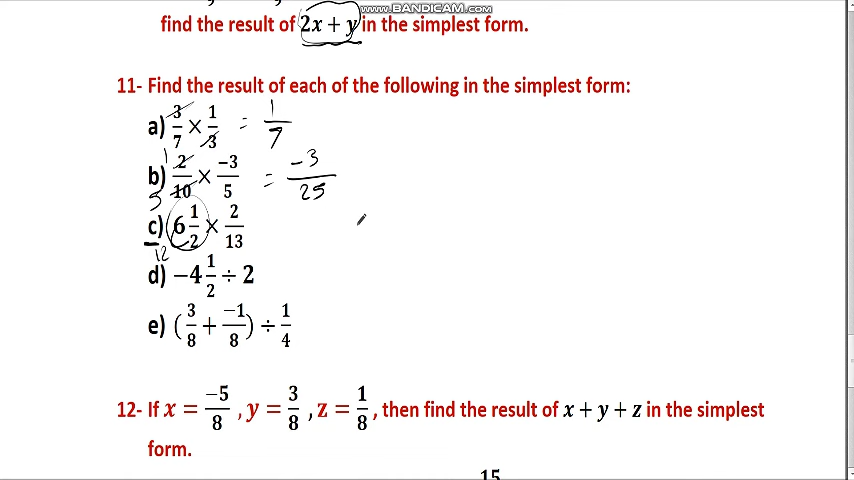 www.BANDICAM.com
find the result of 2x + y in the simplest form.
11- Find the result of each of the following in the simplest form:
a) 3/7 × 1/3 = 1/7
b) 2/10 × -3/5 = -3/25
1
5
c) 6 1/2 × 2/13
12
d) −4 1/2 ÷ 2
e) (3/8 + -1/8) ÷ 1/4
12- If x = -5/8 , y = 3/8 , z = 1/8 , then find the result of x + y + z in the simplest
form.
15